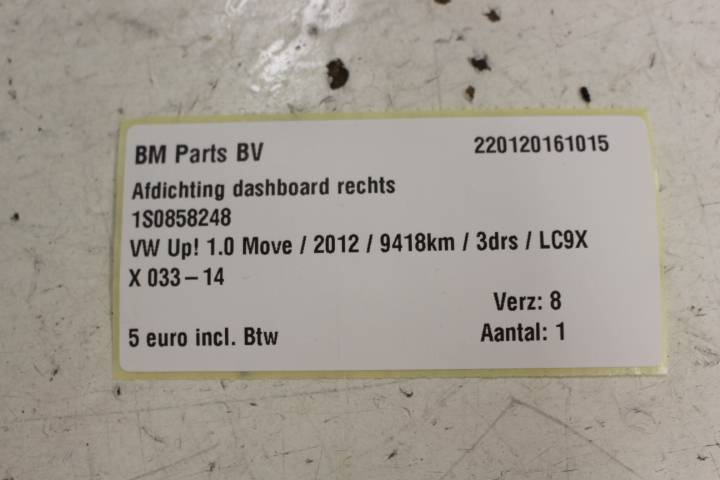 BM Parts BV 220120161015
Afdichting dashboard rechts
1S0858248
VW Up! 1.0 Move / 2012 / 9418km / 3drs / LC9X
X 033-14
Verz: 8
5 euro incl. Btw Aantal: 1